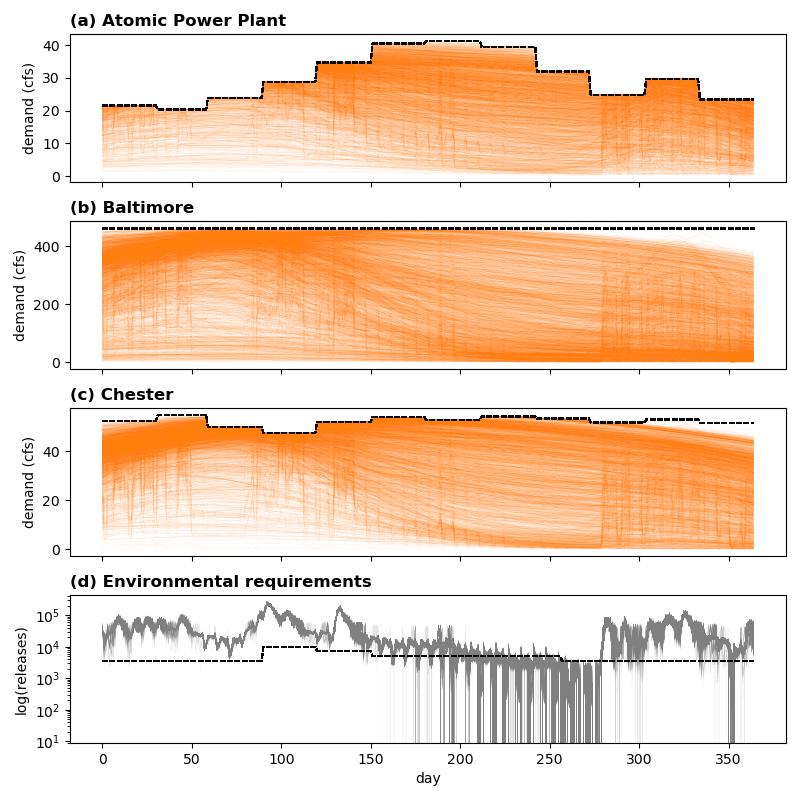 (a) Atomic Power Plant
40
30
20
10
0
demand (cfs)
(b) Baltimore
400
200
0
demand (cfs)
(c) Chester
40
20
0
demand (cfs)
(d) Environmental requirements
10^5
10^4
10^3
10^2
10^1
log(releases)
0 50 100 150 200 250 300 350
day